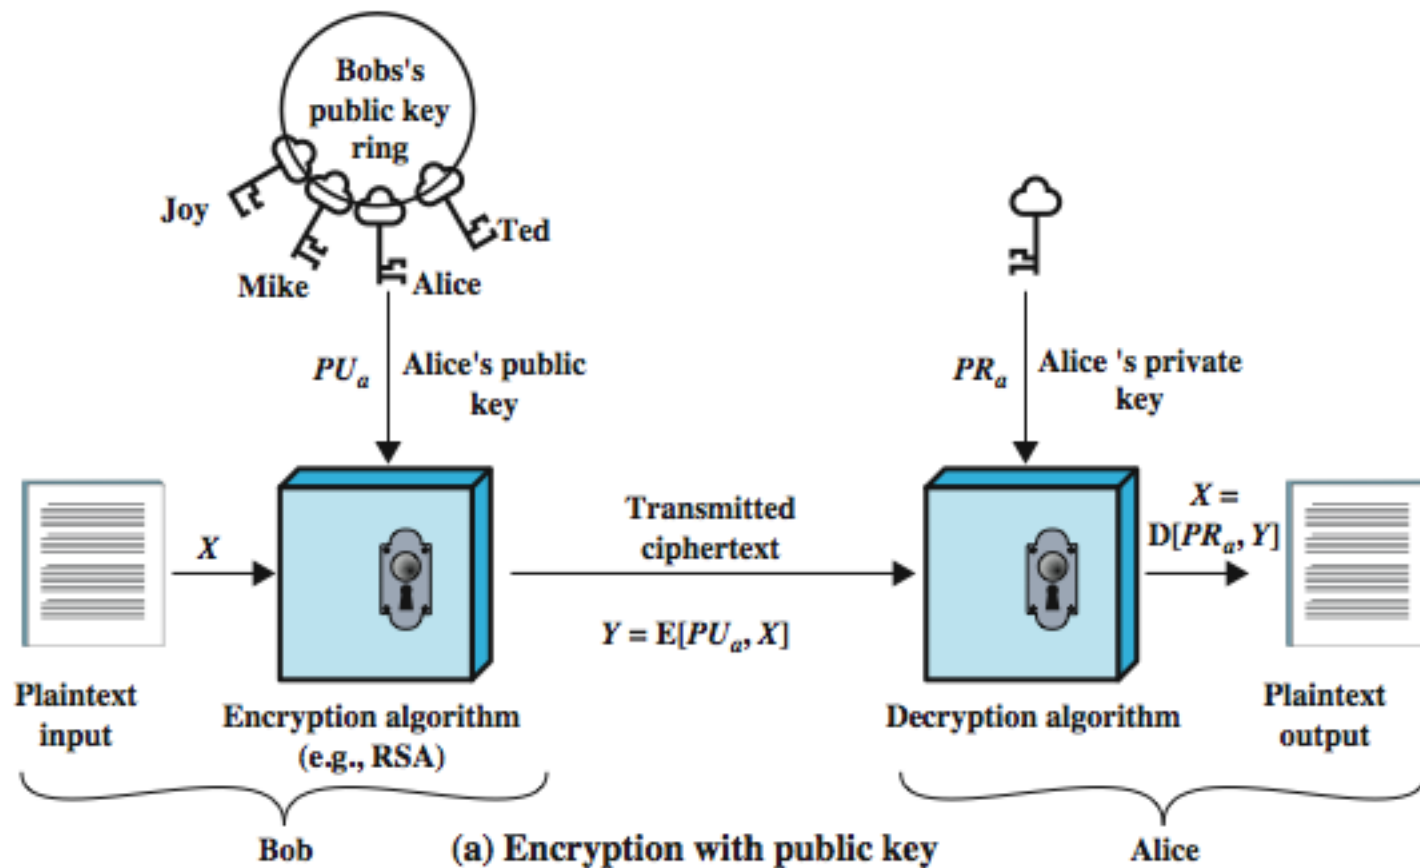 Bobs's
public key
ring
Joy
Ted
Mike
Alice
PUa
Alice's public
key
PRa
Alice 's private
key
X
Transmitted
ciphertext
X =
D[PRa, Y]
Y = E[PUa, X]
Plaintext
input
Encryption algorithm
(e.g., RSA)
Decryption algorithm
Plaintext
output
Bob
(a) Encryption with public key
Alice